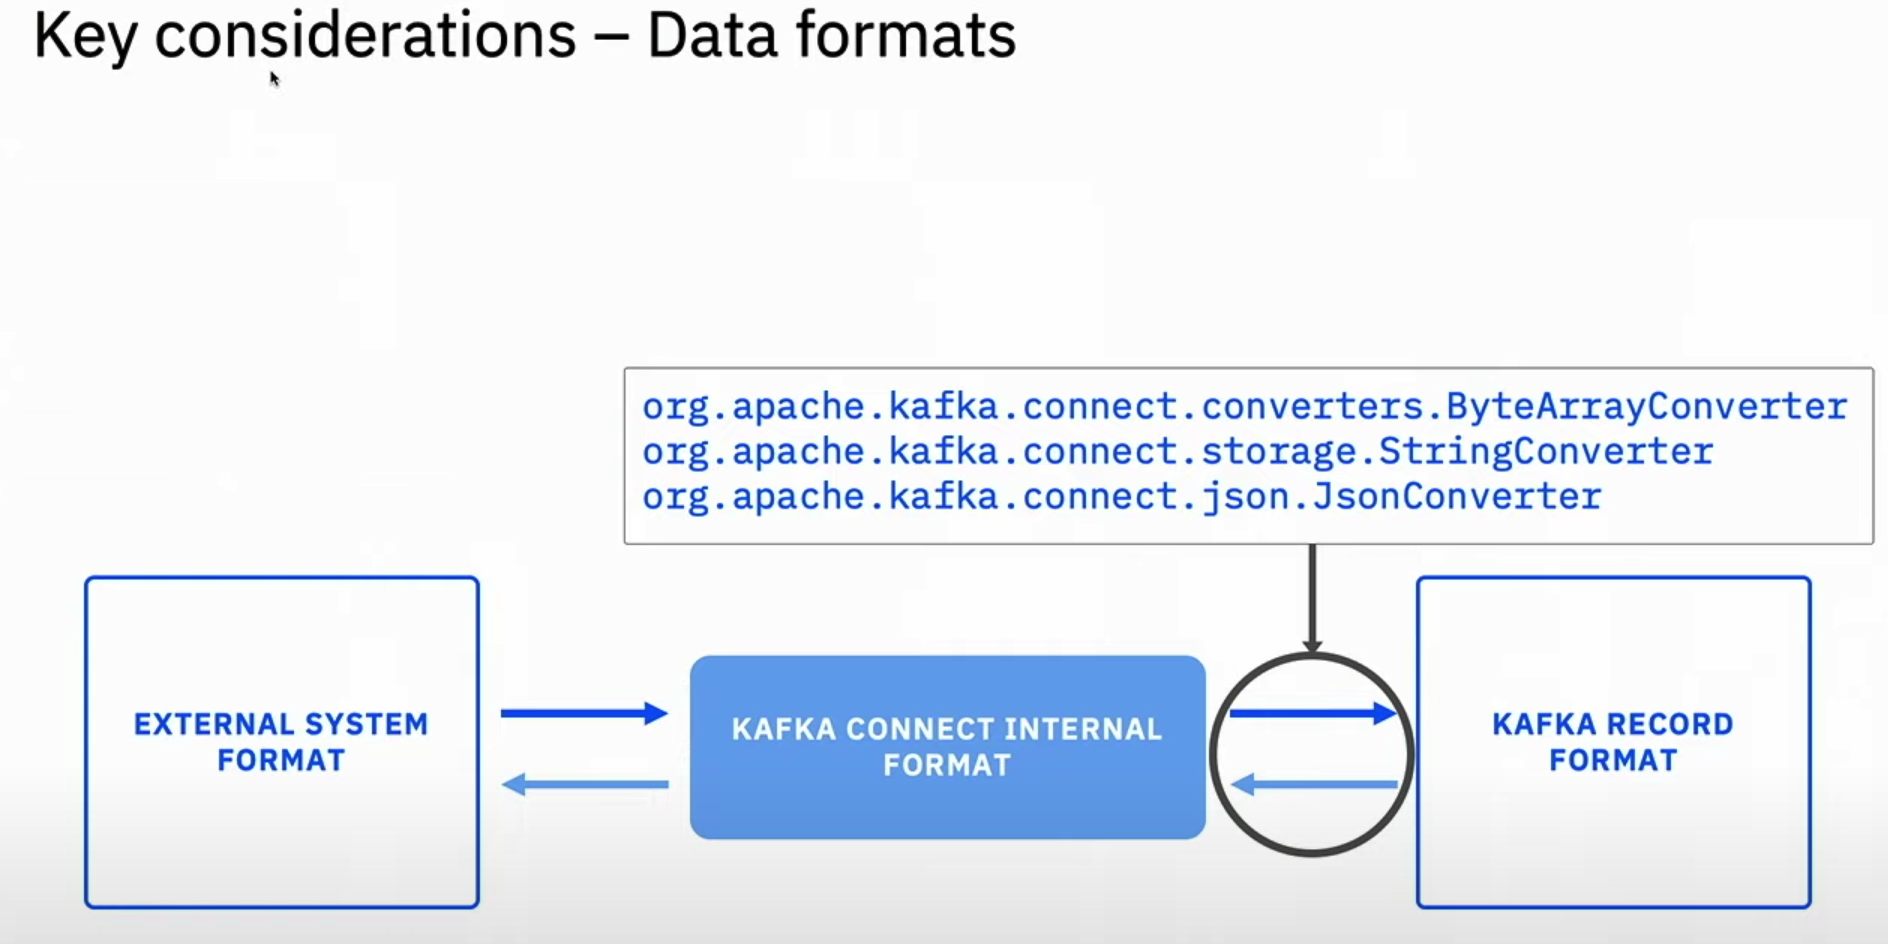 Key considerations – Data formats
org.apache.kafka.connect.converters.ByteArrayConverter
org.apache.kafka.connect.storage.StringConverter
org.apache.kafka.connect.json.JsonConverter
EXTERNAL SYSTEM
FORMAT
KAFKA CONNECT INTERNAL
FORMAT
KAFKA RECORD
FORMAT